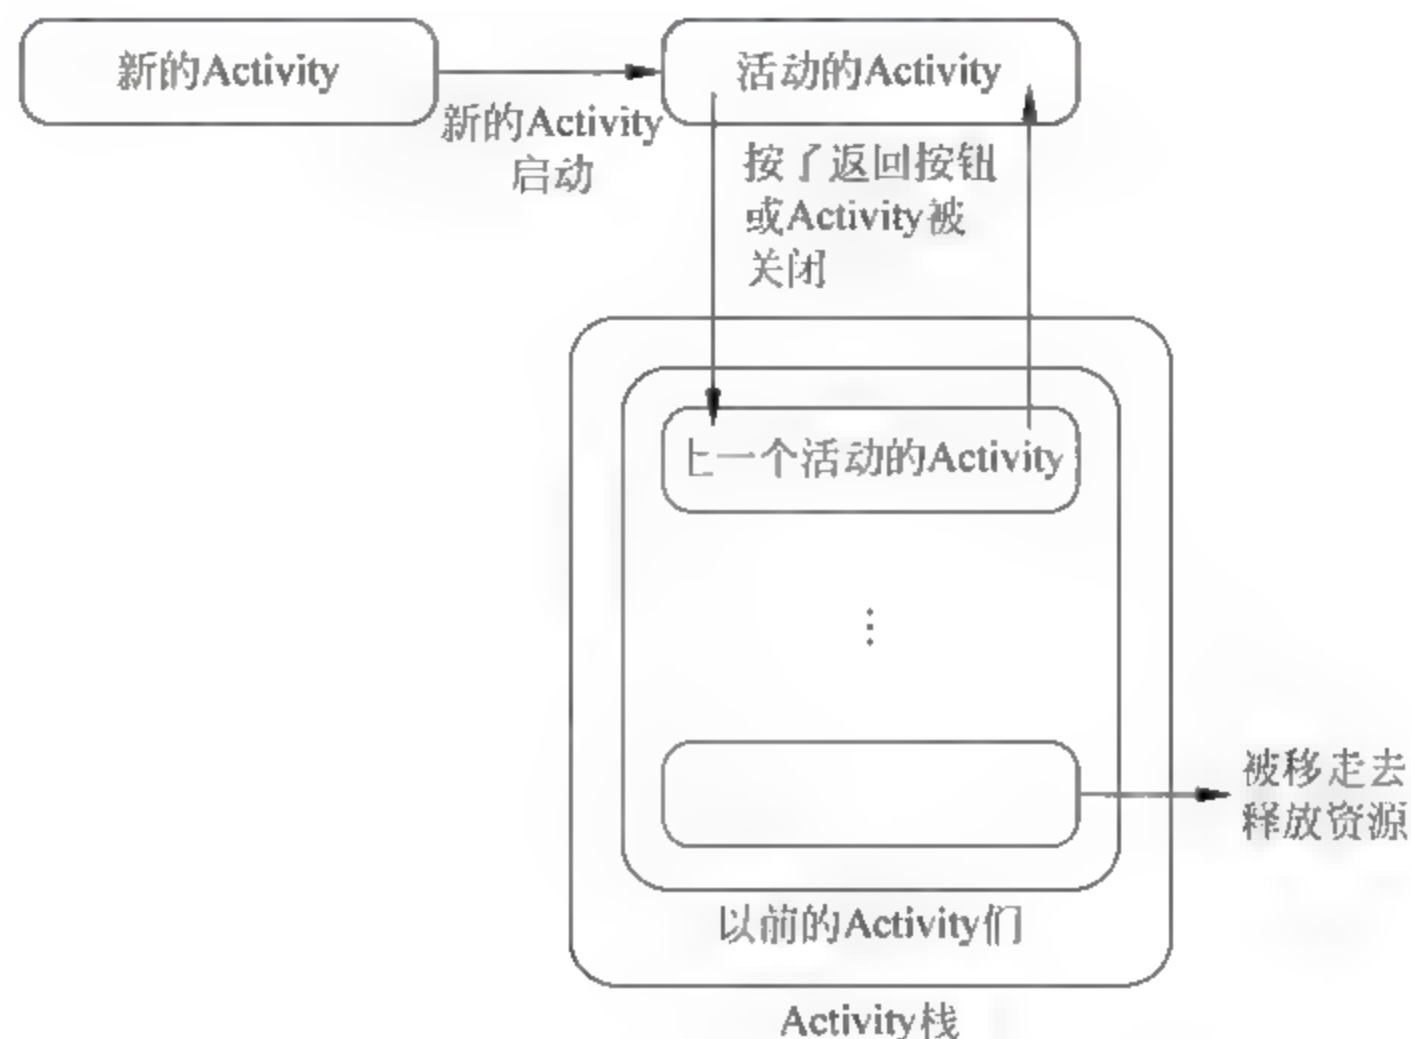 新的Activity
活动的Activity
新的Activity
启动
按了返回按钮
或Activity被
关闭
上一个活动的Activity
被移走去
释放资源
以前的Activity们
Activity栈